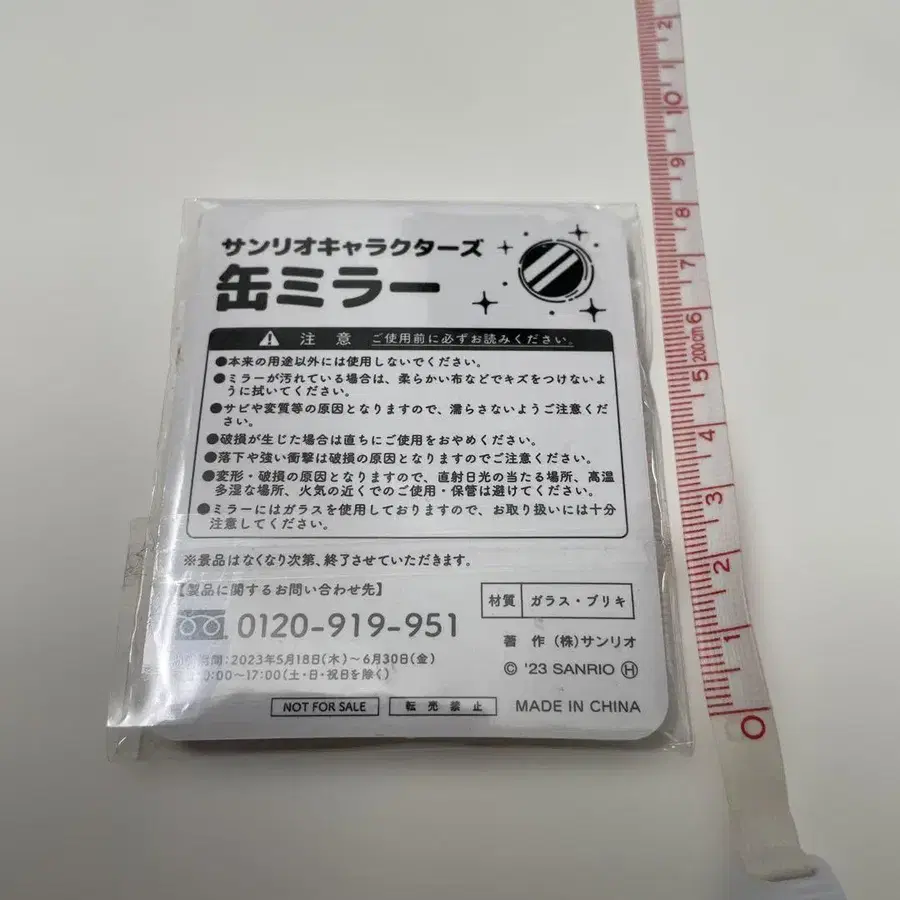 サンリオキャラクターズ
缶ミラー
注 意 ご使用前に必ずお読みください。
●本来の用途以外には使用しないでください。
●ミラーが汚れている場合は、柔らかい布などでキズをつけないよ
うに拭いてください。
●サビや変質等の原因となりますので、濡らさないようご注意くだ
さい。
●破損が生じた場合は直ちにご使用をおやめください。
●落下や強い衝撃は破損の原因となりますのでご注意ください。
●変形・破損の原因となりますので、直射日光の当たる場所、高温
多湿な場所、火気の近くでのご使用・保管は避けてください。
●ミラーにはガラスを使用しておりますので、お取り扱いには十分
注意してください。
※景品はなくなり次第、終了させていただきます。
【製品に関するお問い合わせ先】
0120-919-951
期間:2023年5月18日(木)～6月30日(金)
0:00～17:00(土・日・祝日を除く)
材質 ガラス・ブリキ
著 作 (株)サンリオ
© '23 SANRIO Ⓗ
NOT FOR SALE 転 売 禁 止 MADE IN CHINA
2
1
10
9
8
7
6
200cm
5
4
3
2
1
0